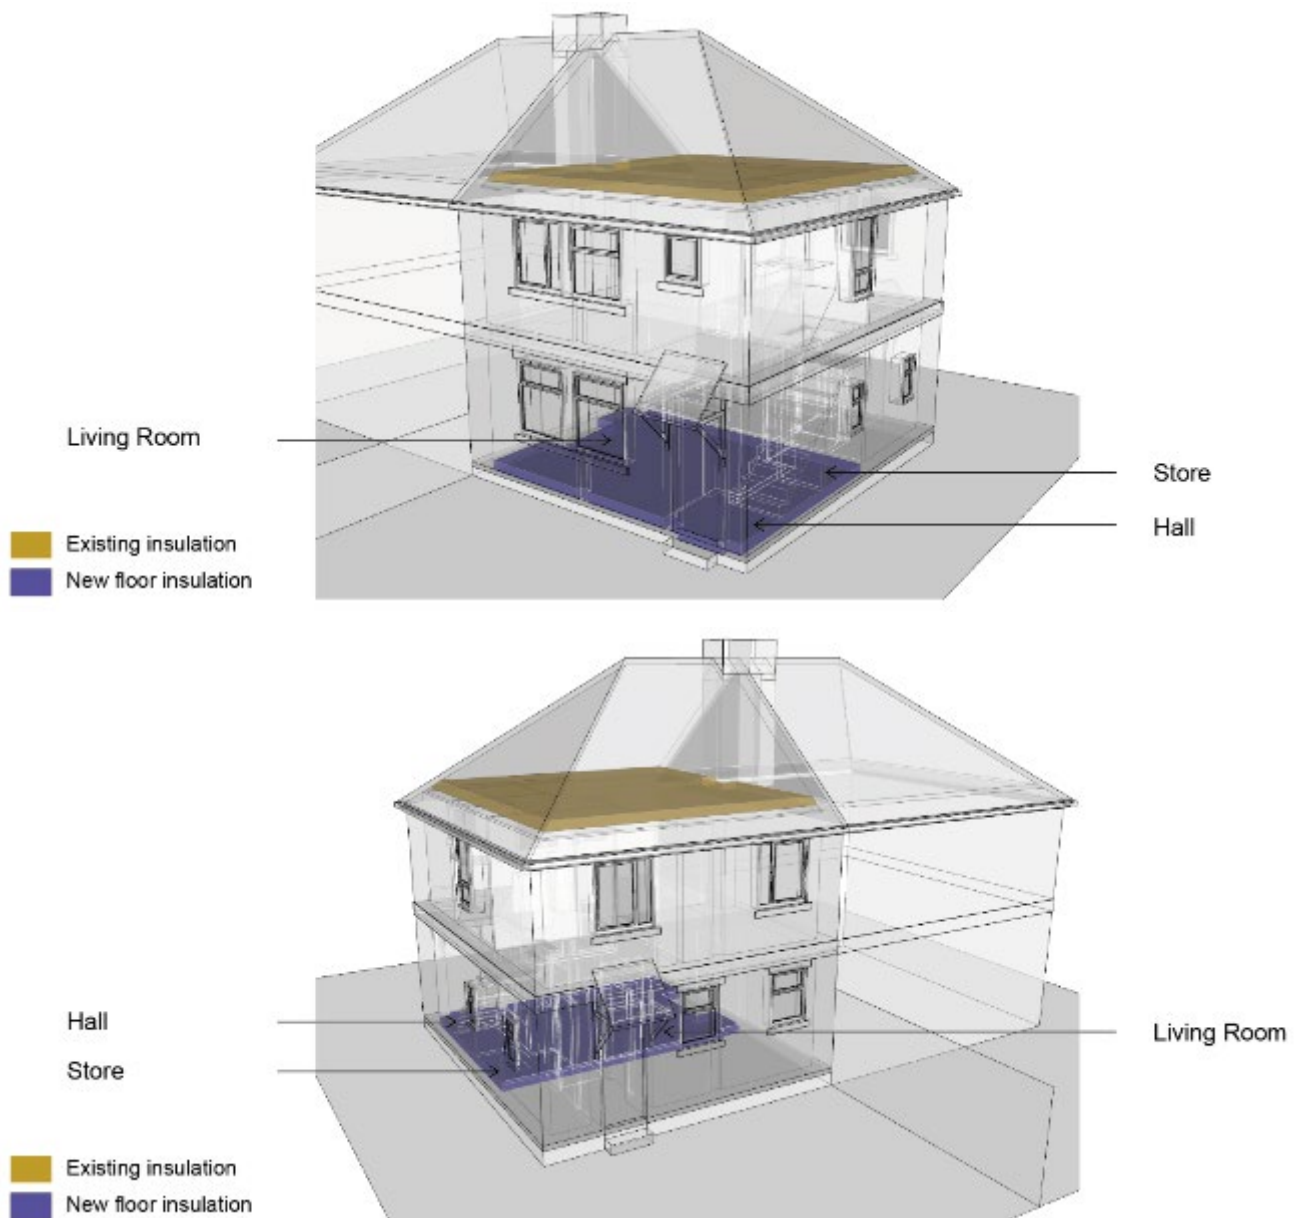 Living Room
Store
Hall
Existing insulation
New floor insulation
Hall
Living Room
Store
Existing insulation
New floor insulation